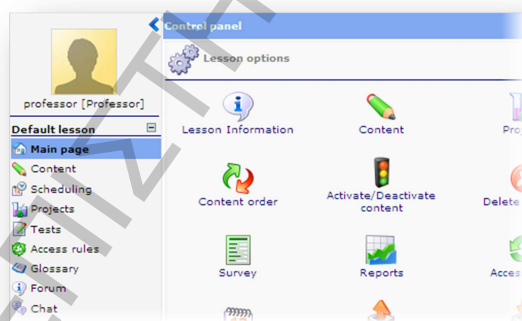 Control panel
Lesson options
professor [Professor]
Default lesson
Main page
Content
Scheduling
Projects
Tests
Access rules
Glossary
Forum
Chat
Lesson Information
Content
Content order
Activate/Deactivate
content
Delete
Survey
Reports